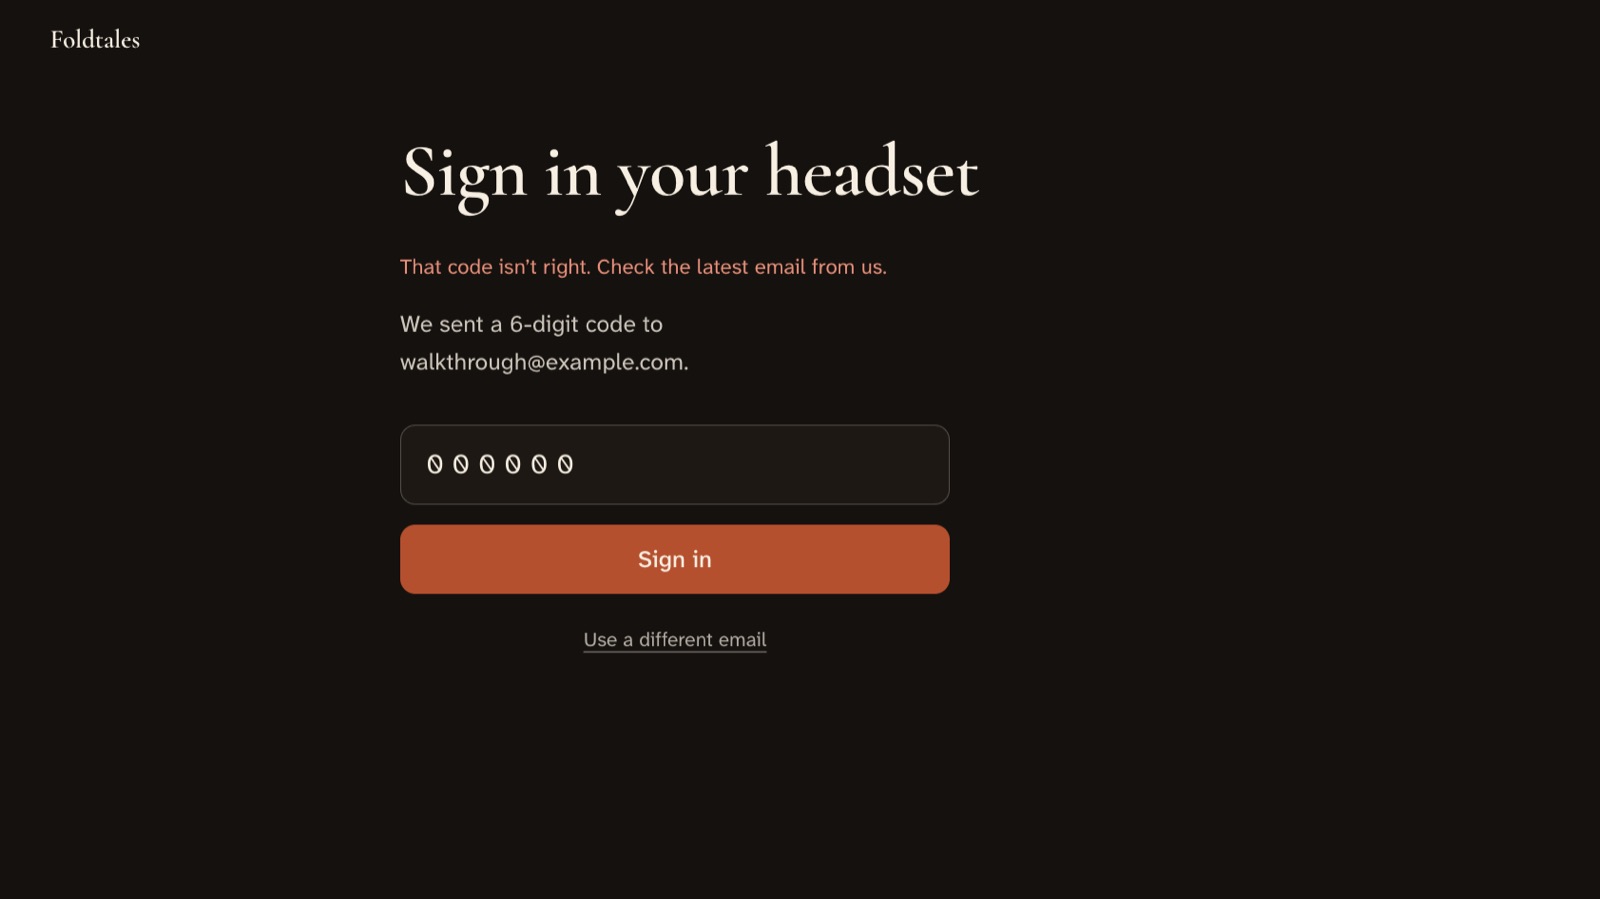 Foldtales
Sign in your headset
That code isn’t right. Check the latest email from us.
We sent a 6-digit code to
walkthrough@example.com.
000000
Sign in
Use a different email